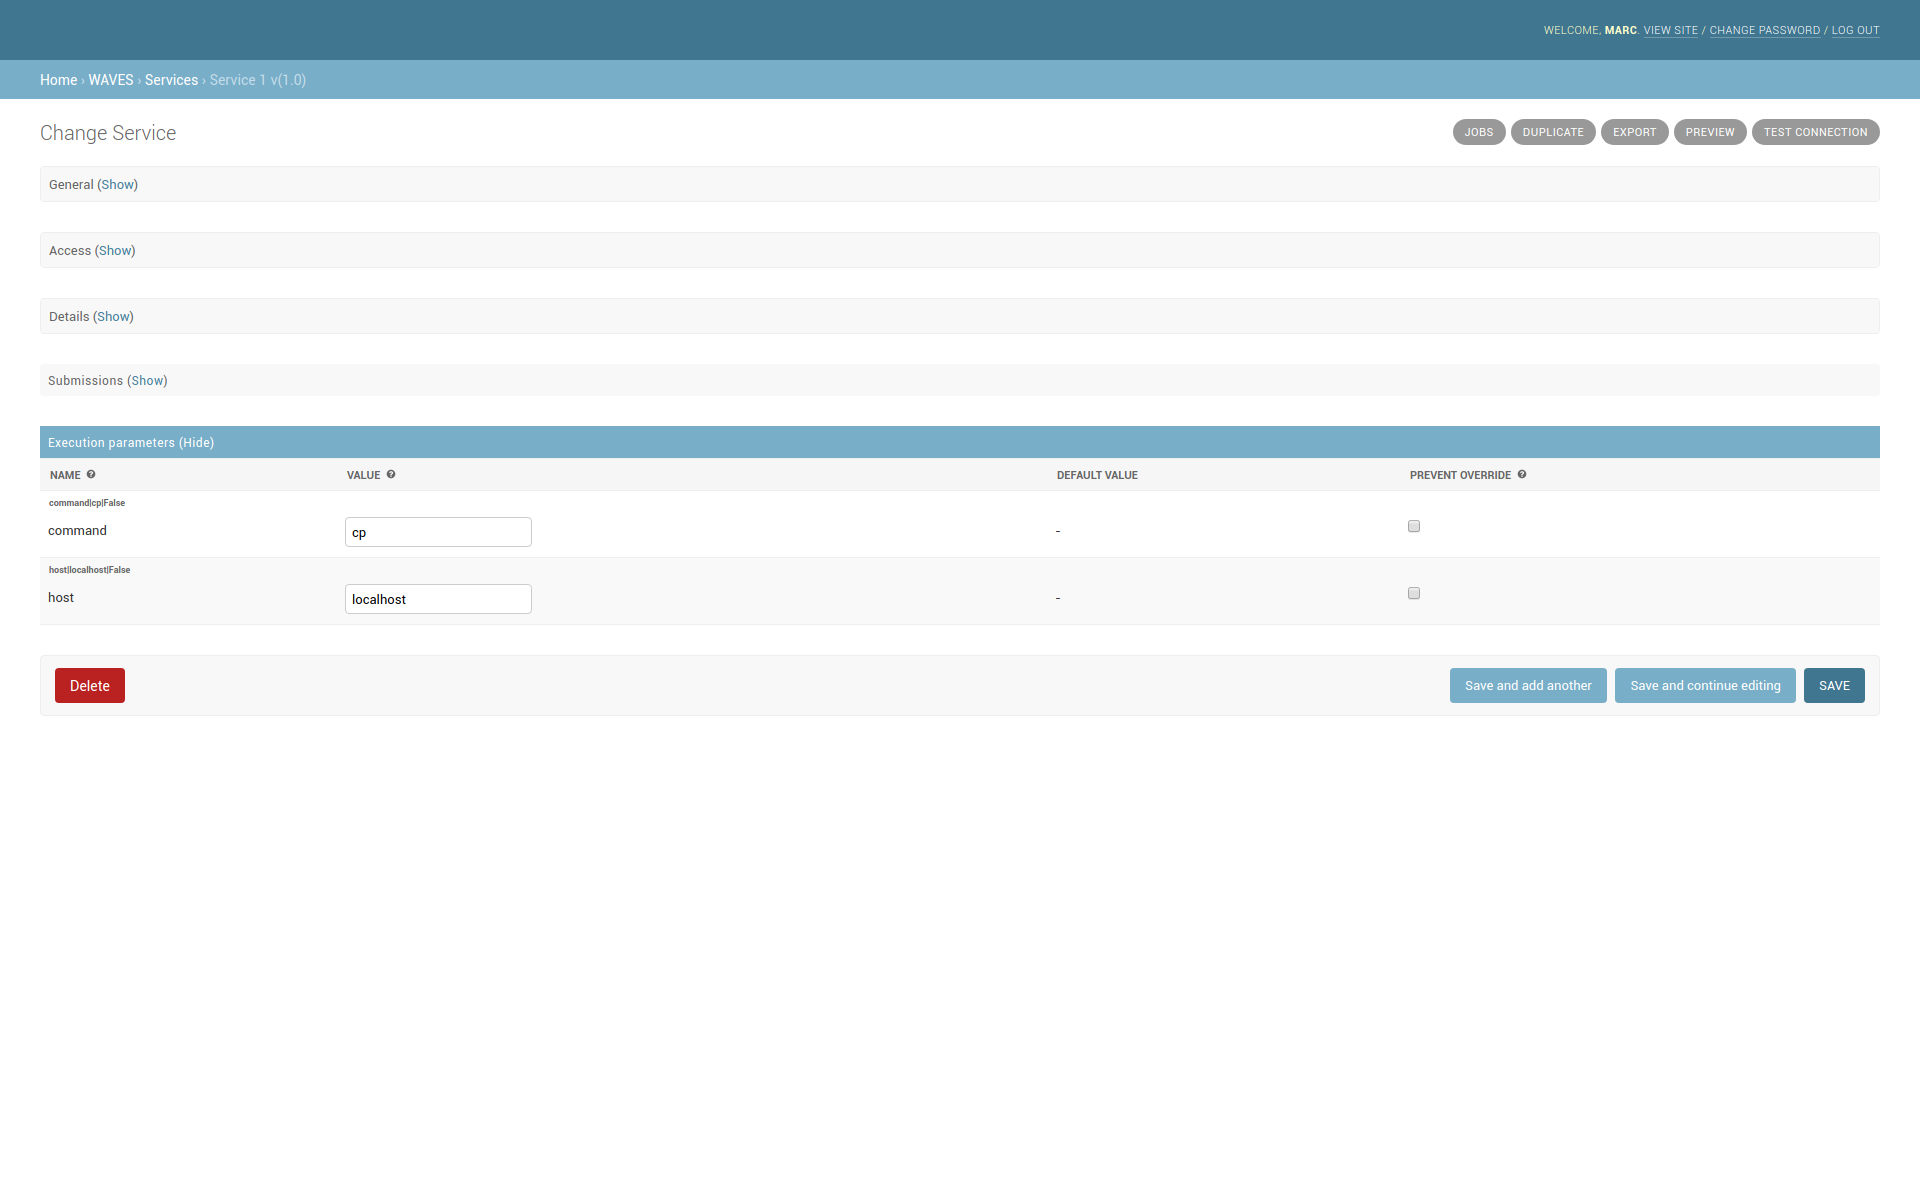 WELCOME, MARC. VIEW SITE / CHANGE PASSWORD / LOG OUT
Home › WAVES › Services › Service 1 v(1.0)
Change Service
JOBS DUPLICATE EXPORT PREVIEW TEST CONNECTION
General (Show)
Access (Show)
Details (Show)
Submissions (Show)
Execution parameters (Hide)
NAME VALUE DEFAULT VALUE PREVENT OVERRIDE
command|cp|False
command cp -
host|localhost|False
host localhost -
Delete Save and add another Save and continue editing SAVE